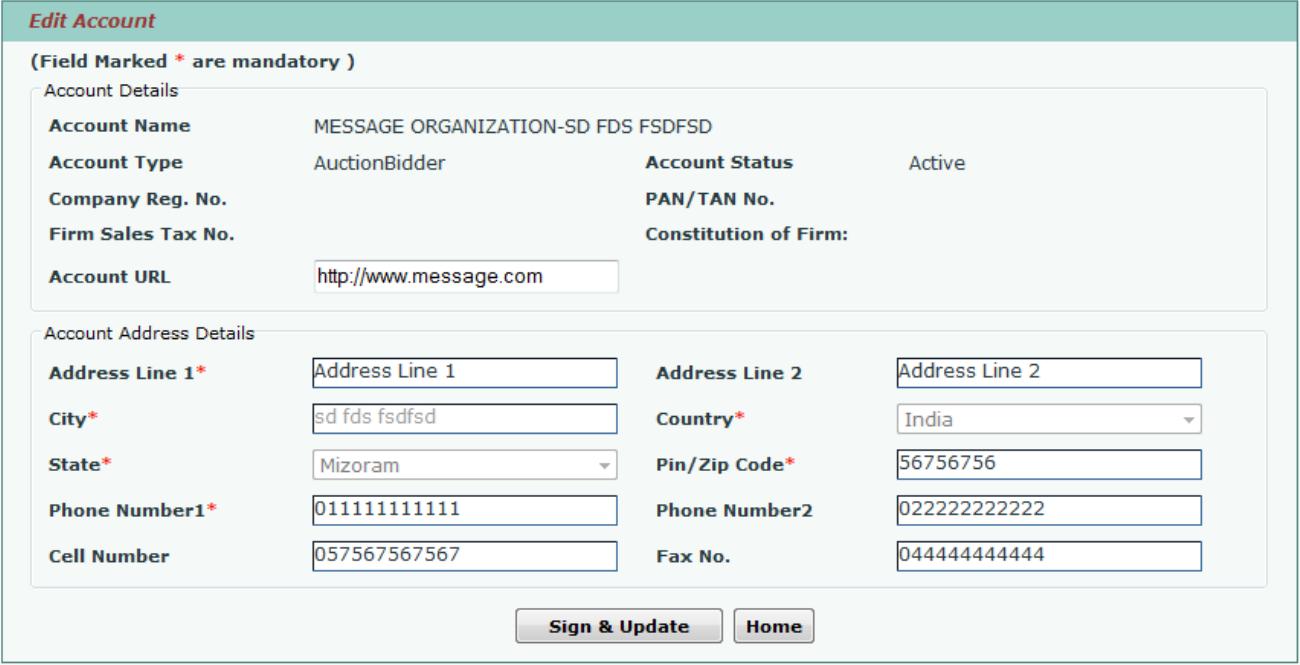 Edit Account
(Field Marked * are mandatory )
Account Details
Account Name MESSAGE ORGANIZATION-SD FDS FSDFSD
Account Type AuctionBidder Account Status Active
Company Reg. No. PAN/TAN No.
Firm Sales Tax No. Constitution of Firm:
Account URL http://www.message.com
Account Address Details
Address Line 1* Address Line 1 Address Line 2 Address Line 2
City* sd fds fsdfsd Country* India
State* Mizoram Pin/Zip Code* 56756756
Phone Number1* 011111111111 Phone Number2 022222222222
Cell Number 057567567567 Fax No. 044444444444
Sign & Update Home